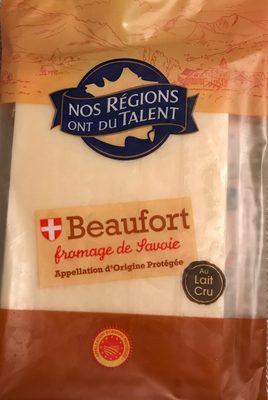 NOS RÉGIONS
ONT DU TALENT
Beaufort
fromage de Savoie
Appellation d'Origine Protégée
Au
Lait
Cru